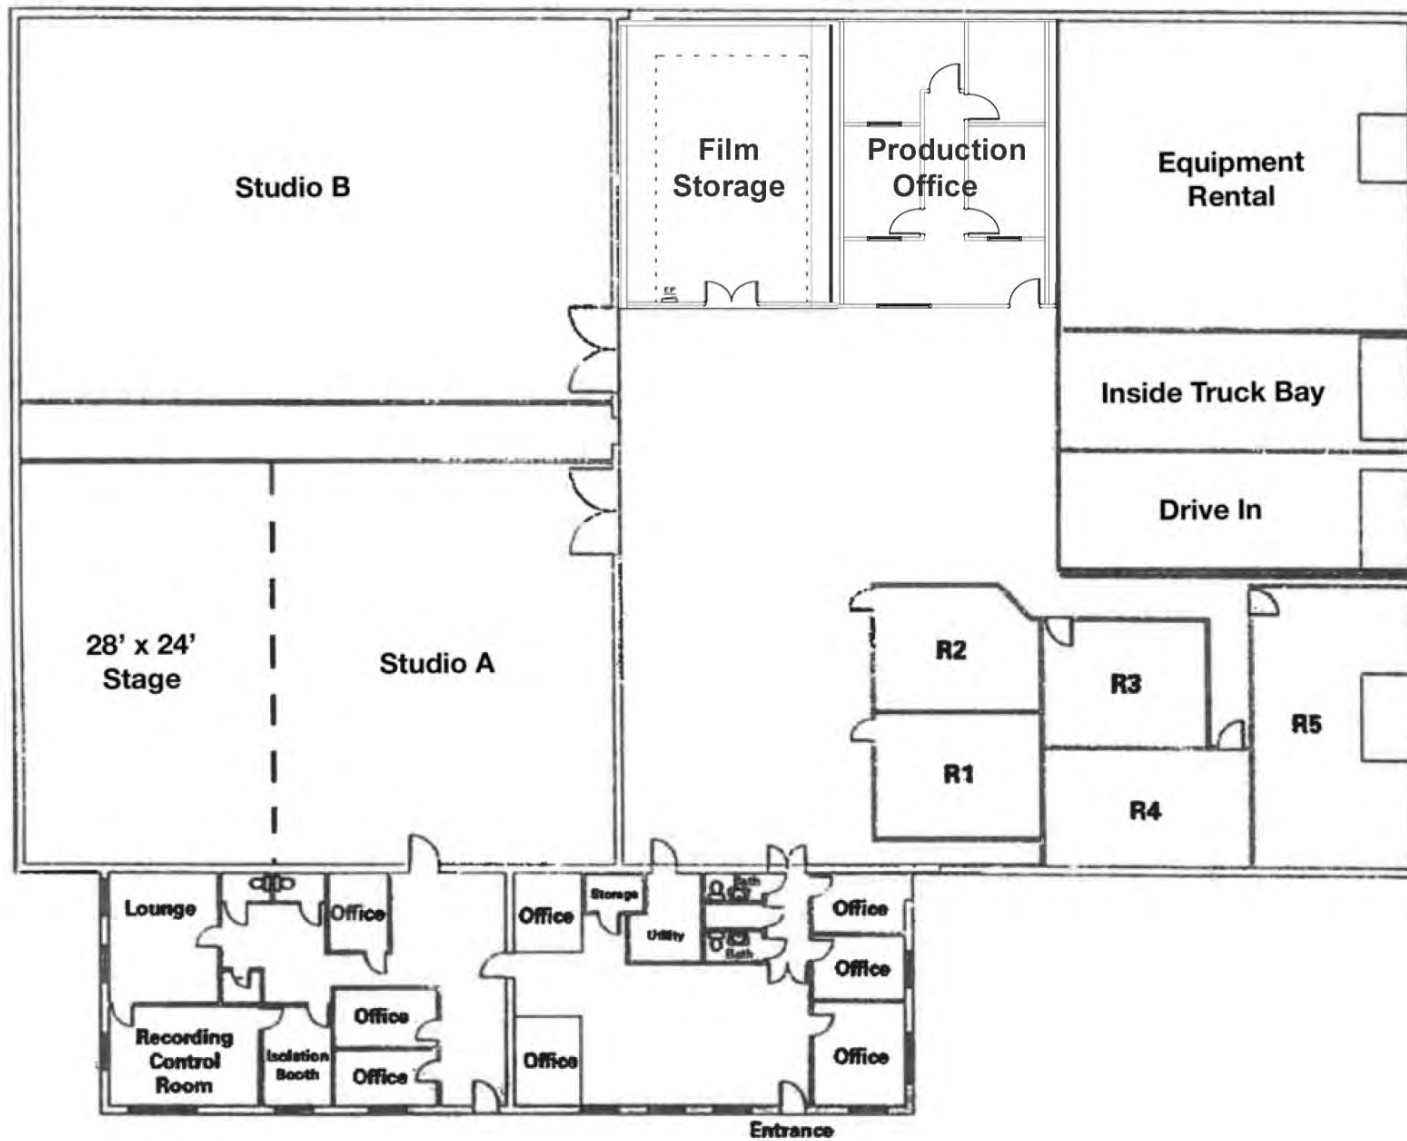 Film
Storage
Production
Office
Equipment
Rental
Studio B
EP
Inside Truck Bay
Drive In
28’ x 24’
Stage
Studio A
R2
R3
R5
R1
R4
Lounge
Office
Office
Storage
Utility
Bath
Bath
Office
Office
Office
Office
Office
Office
Recording
Control
Room
Isolation
Booth
Entrance